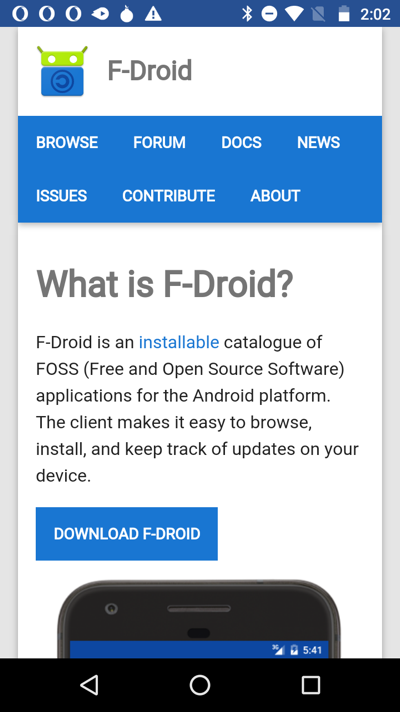 2:02
F-Droid
BROWSE FORUM DOCS NEWS
ISSUES CONTRIBUTE ABOUT
What is F-Droid?
F-Droid is an installable catalogue of
FOSS (Free and Open Source Software)
applications for the Android platform.
The client makes it easy to browse,
install, and keep track of updates on your
device.
DOWNLOAD F-DROID
3G 5:41